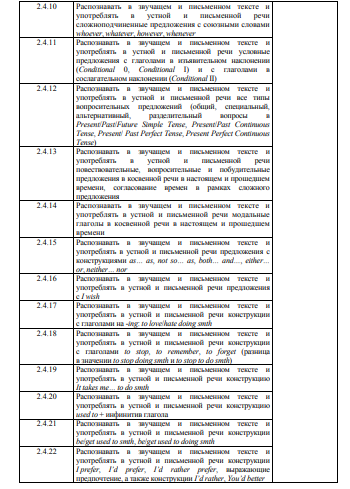 2.4.10 Распознавать в звучащем и письменном тексте и
употреблять в устной и письменной речи
сложноподчиненные предложения с союзными словами
whoever, whatever, however, whenever
2.4.11 Распознавать в звучащем и письменном тексте и
употреблять в устной и письменной речи условные
предложения с глаголами в изъявительном наклонении
(Conditional 0, Conditional I) и с глаголами в
сослагательном наклонении (Conditional II)
2.4.12 Распознавать в звучащем и письменном тексте и
употреблять в устной и письменной речи все типы
вопросительных предложений (общий, специальный,
альтернативный, разделительный вопросы в
Present/Past/Future Simple Tense, Present/Past Continuous
Tense, Present/ Past Perfect Tense, Present Perfect Continuous
Tense)
2.4.13 Распознавать в звучащем и письменном тексте и
употреблять в устной и письменной речи
повествовательные, вопросительные и побудительные
предложения в косвенной речи в настоящем и прошедшем
времени, согласование времен в рамках сложного
предложения
2.4.14 Распознавать в звучащем и письменном тексте и
употреблять в устной и письменной речи модальные
глаголы в косвенной речи в настоящем и прошедшем
времени
2.4.15 Распознавать в звучащем и письменном тексте и
употреблять в устной и письменной речи предложения с
конструкциями as… as, not so… as, both… and…, either…
or, neither… nor
2.4.16 Распознавать в звучащем и письменном тексте и
употреблять в устной и письменной речи предложения
с I wish
2.4.17 Распознавать в звучащем и письменном тексте и
употреблять в устной и письменной речи конструкции
с глаголами на -ing: to love/hate doing smth
2.4.18 Распознавать в звучащем и письменном тексте и
употреблять в устной и письменной речи конструкции
с глаголами to stop, to remember, to forget (разница
в значении to stop doing smth и to stop to do smth)
2.4.19 Распознавать в звучащем и письменном тексте и
употреблять в устной и письменной речи конструкцию
It takes me… to do smth
2.4.20 Распознавать в звучащем и письменном тексте и
употреблять в устной и письменной речи конструкцию
used to + инфинитив глагола
2.4.21 Распознавать в звучащем и письменном тексте и
употреблять в устной и письменной речи конструкции
be/get used to smth, be/get used to doing smth
2.4.22 Распознавать в звучащем и письменном тексте и
употреблять в устной и письменной речи конструкции
I prefer, I'd prefer, I'd rather prefer, выражающие
предпочтение, а также конструкции I'd rather, You'd better